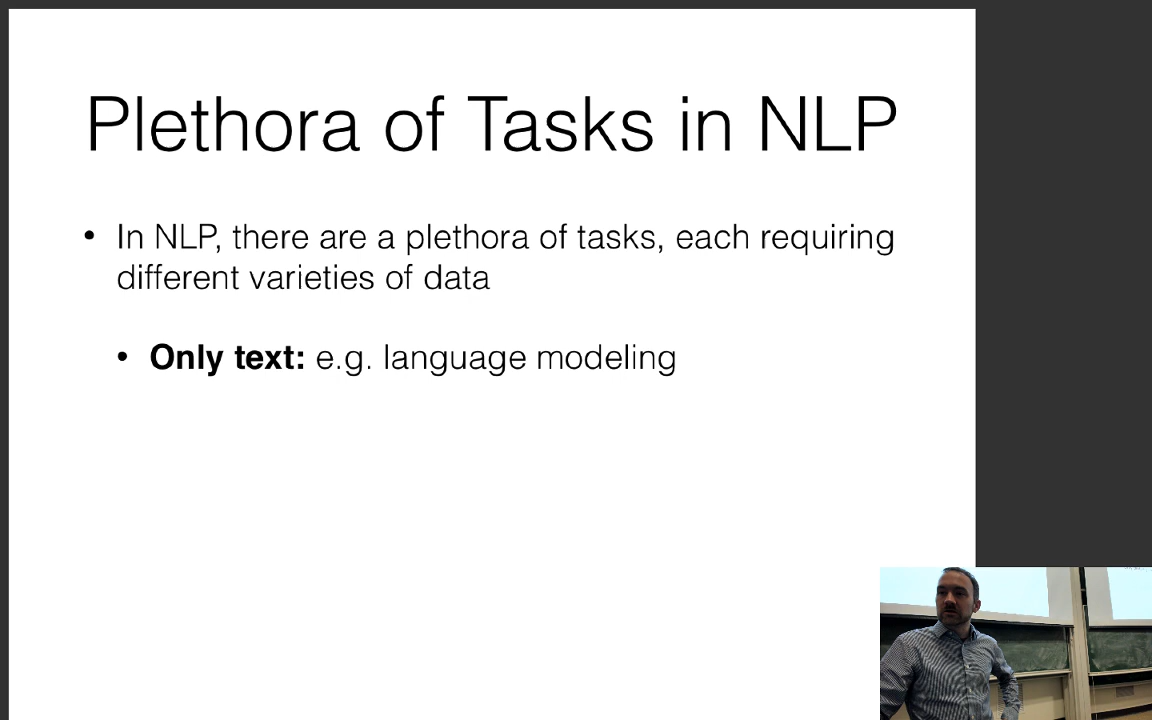 Plethora of Tasks in NLP
• In NLP, there are a plethora of tasks, each requiring
different varieties of data
• Only text: e.g. language modeling